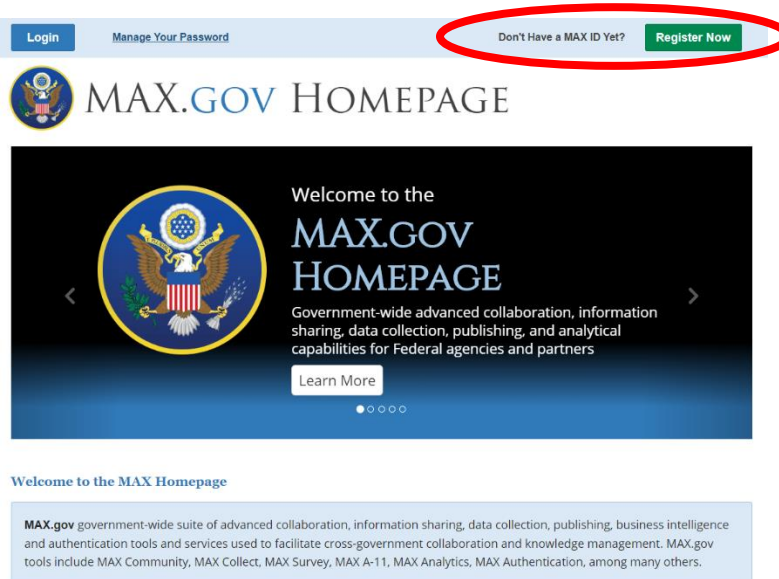 Login
Manage Your Password
Don't Have a MAX ID Yet?
Register Now
MAX.GOV HOMEPAGE
Welcome to the
MAX.GOV
HOMEPAGE
Government-wide advanced collaboration, information
sharing, data collection, publishing, and analytical
capabilities for Federal agencies and partners
Learn More
Welcome to the MAX Homepage
MAX.gov government-wide suite of advanced collaboration, information sharing, data collection, publishing, business intelligence
and authentication tools and services used to facilitate cross-government collaboration and knowledge management. MAX.gov
tools include MAX Community, MAX Collect, MAX Survey, MAX A-11, MAX Analytics, MAX Authentication, among many others.